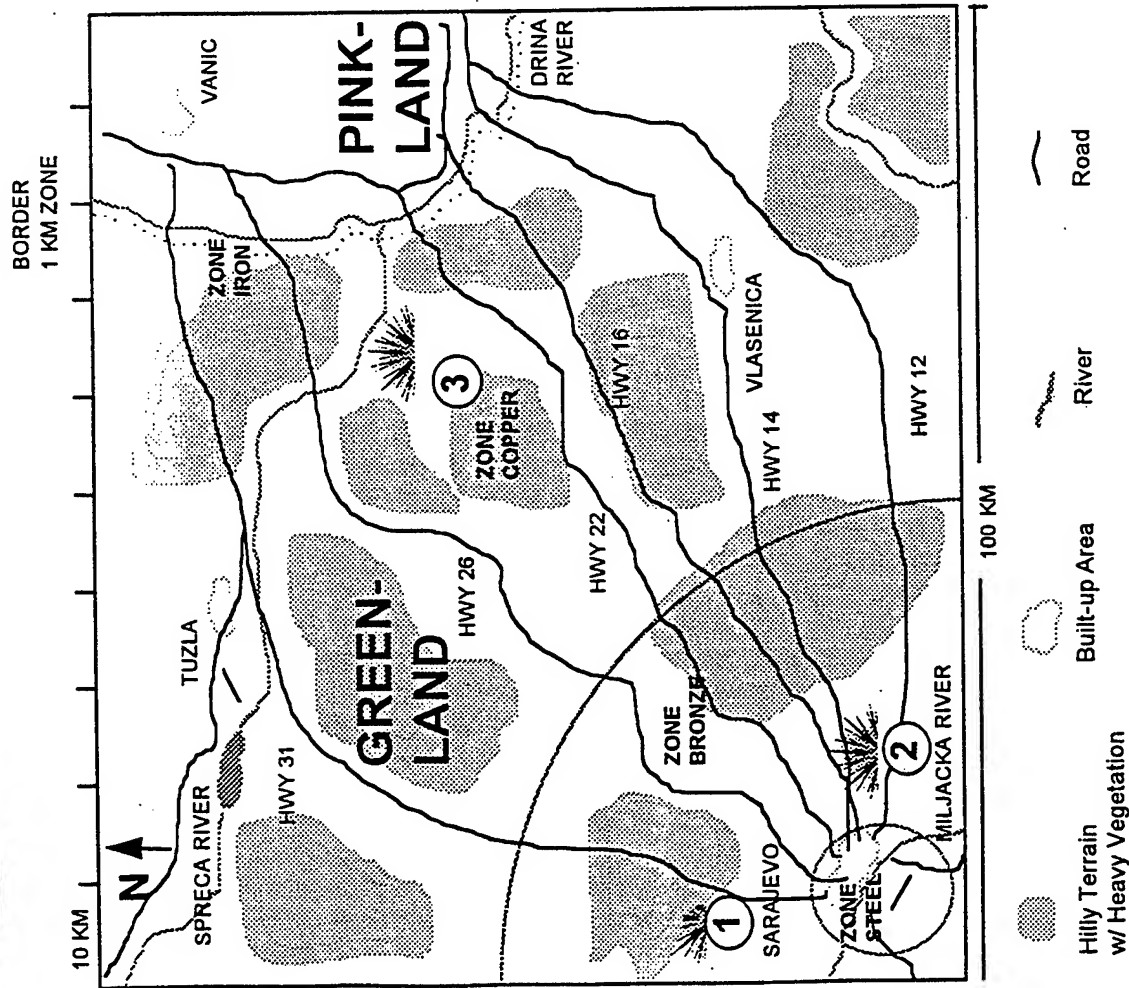 BORDER
1 KM ZONE
10 KM
N
SPRECA RIVER
TUZLA
VANIC
HWY 31
ZONE
IRON
PINK-
LAND
GREEN-
LAND
HWY 26
3
ZONE
COPPER
DRINA
RIVER
HWY 22
HWY 16
1
SARAJEVO
ZONE
BRONZE
HWY 14
VLASENICA
ZONE
STEEL
2
MILJACKA RIVER
HWY 12
100 KM
Hilly Terrain
w/ Heavy Vegetation
Built-up Area
River
Road